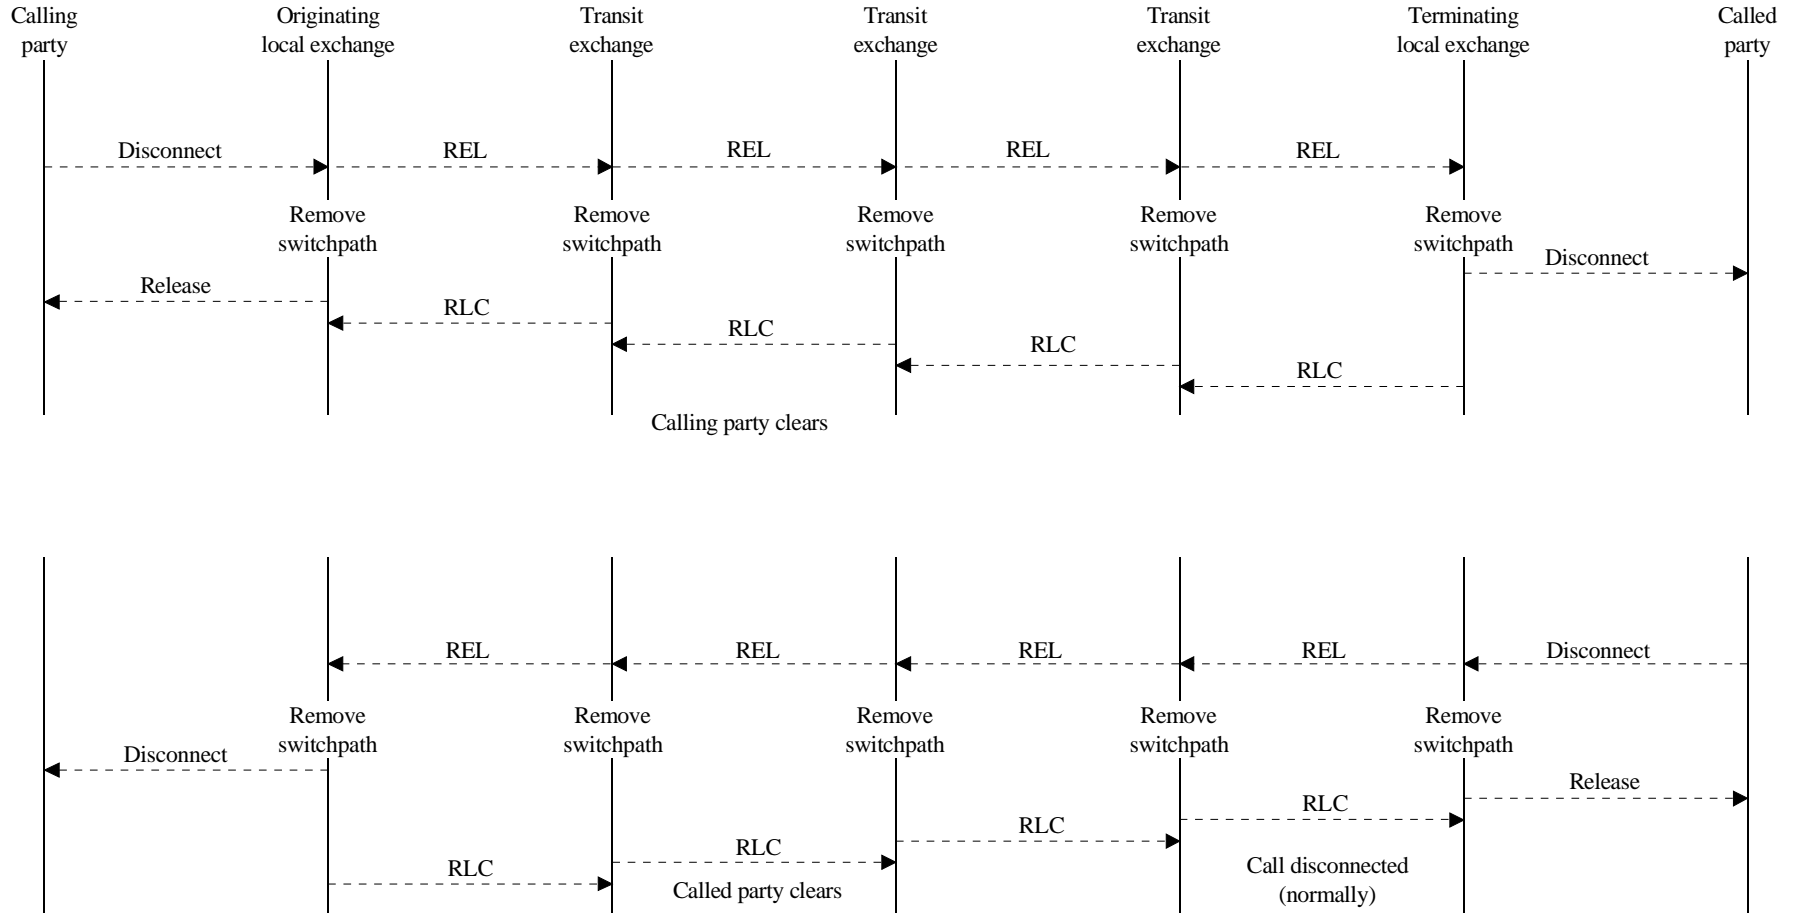 Calling
party
Originating
local exchange
Transit
exchange
Transit
exchange
Transit
exchange
Terminating
local exchange
Called
party
Disconnect
REL
REL
REL
REL
Remove
switchpath
Remove
switchpath
Remove
switchpath
Remove
switchpath
Remove
switchpath
Disconnect
Release
RLC
RLC
RLC
RLC
Calling party clears
REL
REL
REL
REL
Disconnect
Remove
switchpath
Remove
switchpath
Remove
switchpath
Remove
switchpath
Remove
switchpath
Disconnect
Release
RLC
RLC
RLC
RLC
Called party clears
Call disconnected
(normally)